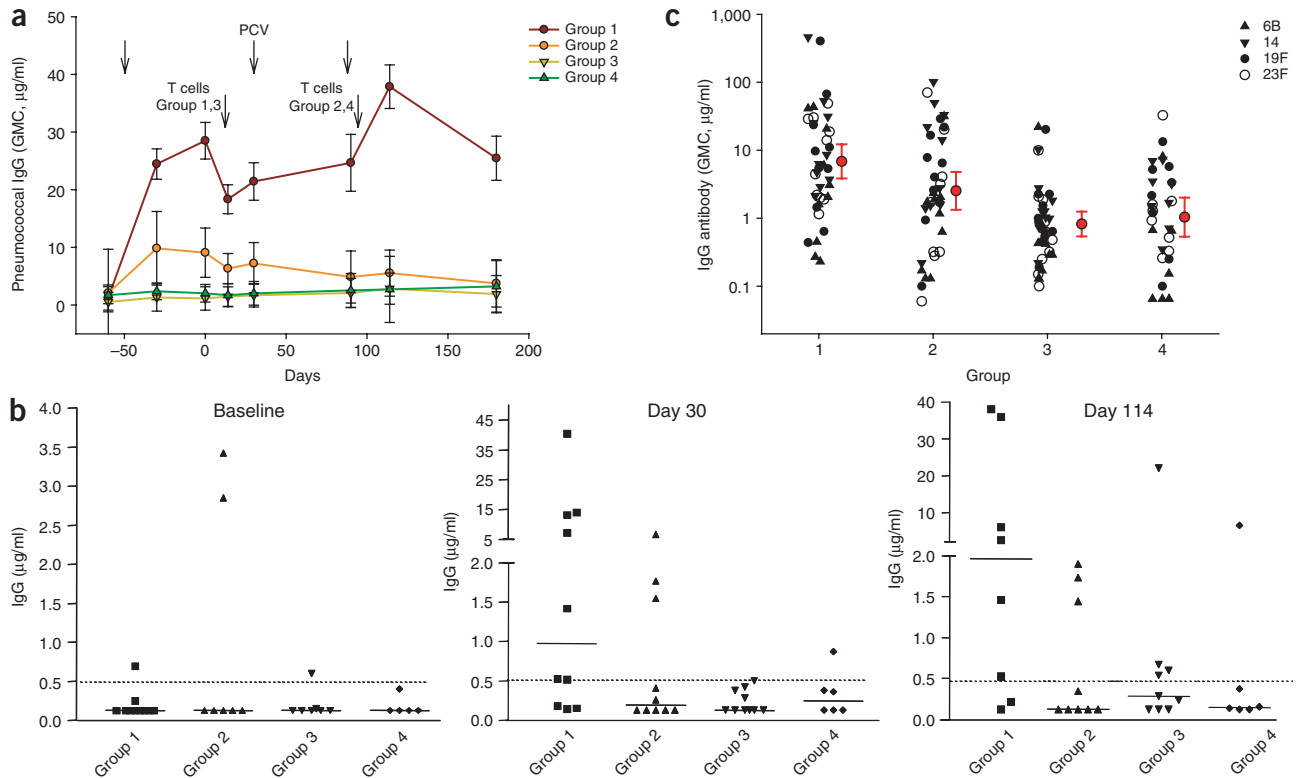 a
Pneumococcal IgG (GMC, µg/ml)
50
40
30
20
10
0
PCV
T cells
Group 1,3
T cells
Group 2,4
Group 1
Group 2
Group 3
Group 4
–50
0
50
100
150
200
Days
c
IgG antibody (GMC, µg/ml)
1,000
100
10
1
0.1
6B
14
19F
23F
1
2
3
4
Group
b
Baseline
IgG (µg/ml)
4.0
3.5
3.0
2.5
2.0
1.5
1.0
0.5
0.0
Group 1
Group 2
Group 3
Group 4
Day 30
IgG (µg/ml)
45
35
25
15
5
2.0
1.5
1.0
0.5
0.0
Group 1
Group 2
Group 3
Group 4
Day 114
IgG (µg/ml)
40
30
20
10
2.0
1.5
1.0
0.5
0.0
Group 1
Group 2
Group 3
Group 4